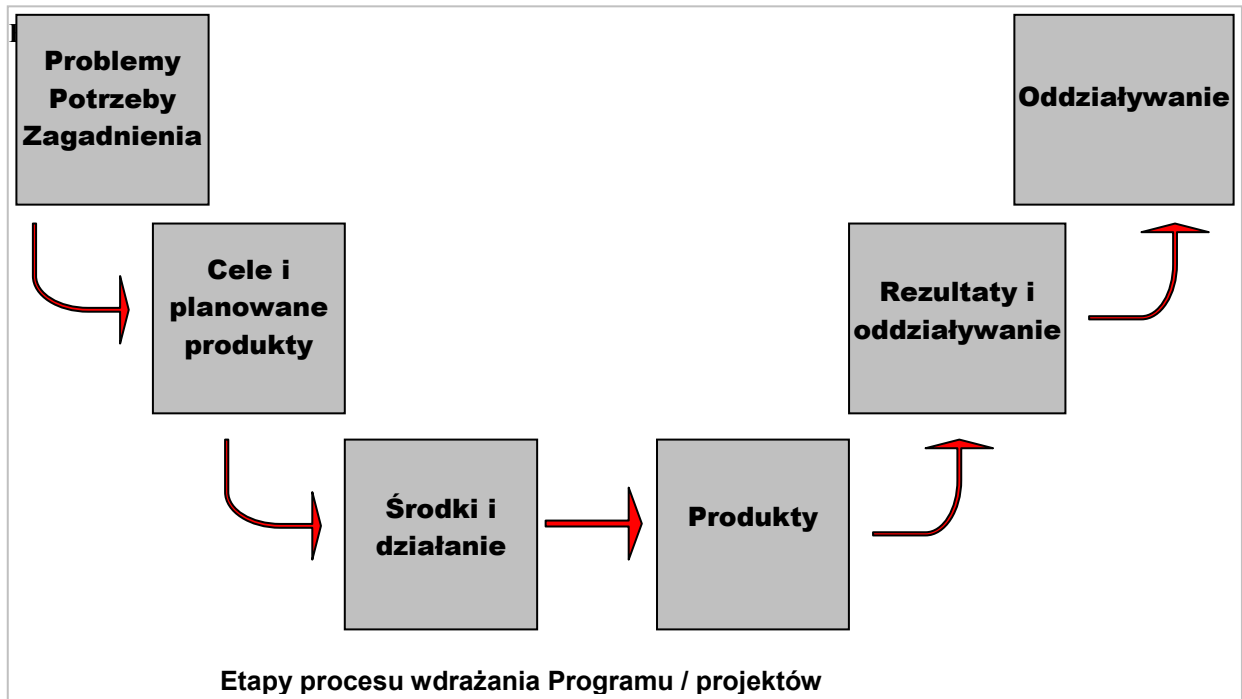 Problemy
Potrzeby
Zagadnienia
Oddziaływanie
Cele i
planowane
produkty
Rezultaty i
oddziaływanie
Środki i
działanie
Produkty
Etapy procesu wdrażania Programu / projektów